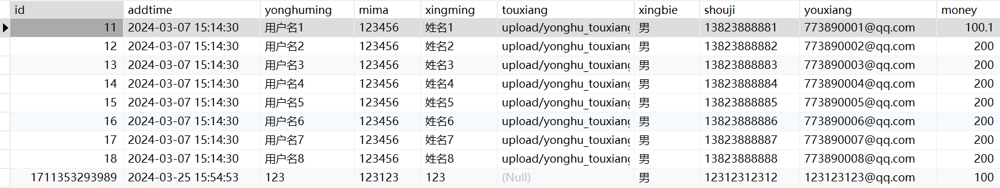 id addtime yonghuming mima xingming touxiang xingbie shouji youxiang money
11 2024-03-07 15:14:30 用户名1 123456 姓名1 upload/yonghu_touxiang 男 13823888881 773890001@qq.com 100.1
12 2024-03-07 15:14:30 用户名2 123456 姓名2 upload/yonghu_touxiang 男 13823888882 773890002@qq.com 200
13 2024-03-07 15:14:30 用户名3 123456 姓名3 upload/yonghu_touxiang 男 13823888883 773890003@qq.com 200
14 2024-03-07 15:14:30 用户名4 123456 姓名4 upload/yonghu_touxiang 男 13823888884 773890004@qq.com 200
15 2024-03-07 15:14:30 用户名5 123456 姓名5 upload/yonghu_touxiang 男 13823888885 773890005@qq.com 200
16 2024-03-07 15:14:30 用户名6 123456 姓名6 upload/yonghu_touxiang 男 13823888886 773890006@qq.com 200
17 2024-03-07 15:14:30 用户名7 123456 姓名7 upload/yonghu_touxiang 男 13823888887 773890007@qq.com 200
18 2024-03-07 15:14:30 用户名8 123456 姓名8 upload/yonghu_touxiang 男 13823888888 773890008@qq.com 200
1711353293989 2024-03-25 15:54:53 123 123123 123 (Null) 男 12312312312 123123123@qq.com 100